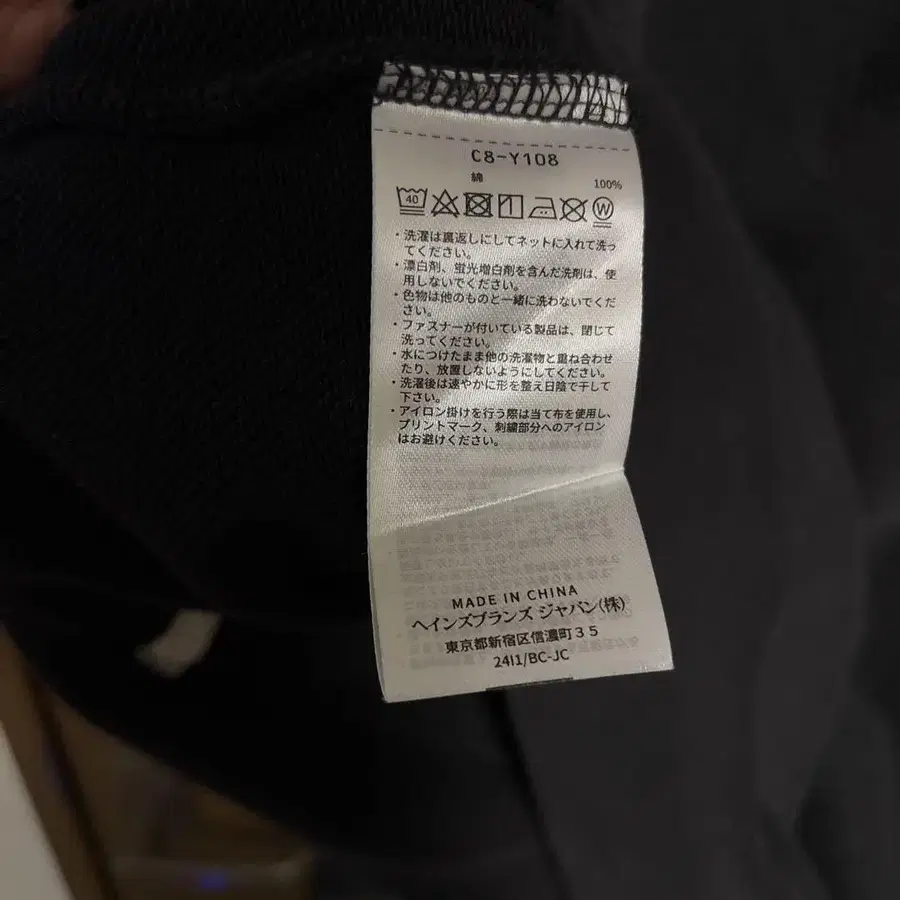 C8-Y108
綿 100%
40 W
・洗濯は裏返しにしてネットに入れて洗っ
てください。
・漂白剤、蛍光増白剤を含んだ洗剤は、使
用しないでください。
・色物は他のものと一緒に洗わないでくだ
さい。
・ファスナーが付いている製品は、閉じて
洗ってください。
・水につけたまま他の洗濯物と重ね合わせ
たり、放置しないようにしてください。
・洗濯後は速やかに形を整え日陰で干して
下さい。
・アイロン掛けを行う際は当て布を使用し、
プリントマーク、刺繍部分へのアイロン
はお避けください。
MADE IN CHINA
ヘインズブランズ ジャパン(株)
東京都新宿区信濃町３５
24I1/BC-JC